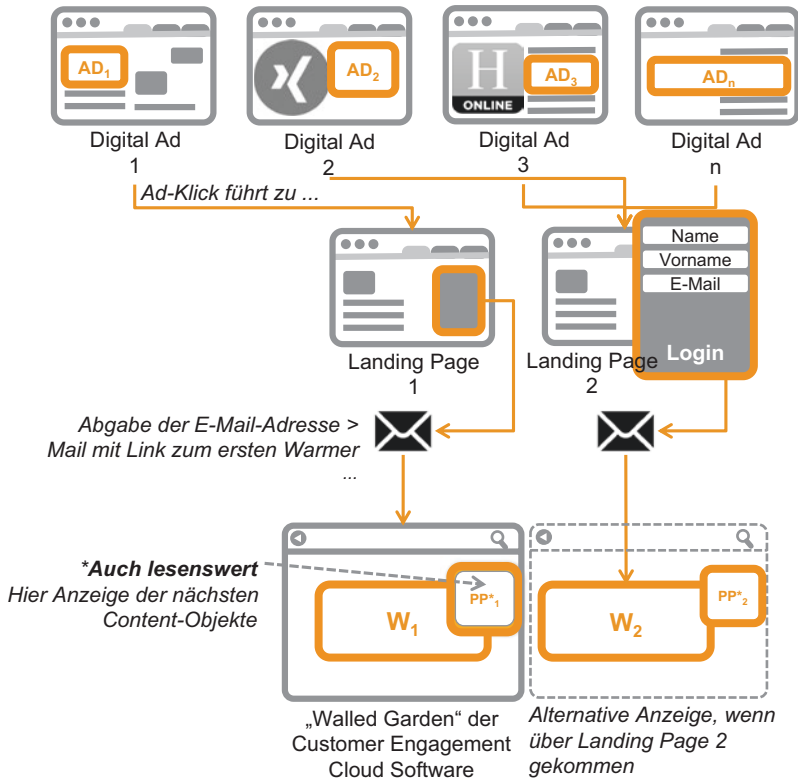 AD₁
AD₂
H
ONLINE
AD₃
ADₙ
Digital Ad
1
Digital Ad
2
Digital Ad
3
Digital Ad
n
Ad-Klick führt zu ...
Name
Vorname
E-Mail
Login
Landing Page
1
Landing Page
2
Abgabe der E-Mail-Adresse >
Mail mit Link zum ersten Warmer
...
*Auch lesenswert
Hier Anzeige der nächsten
Content-Objekte
W₁
PP*₁
W₂
PP*₂
„Walled Garden“ der
Customer Engagement
Cloud Software
Alternative Anzeige, wenn
über Landing Page 2
gekommen